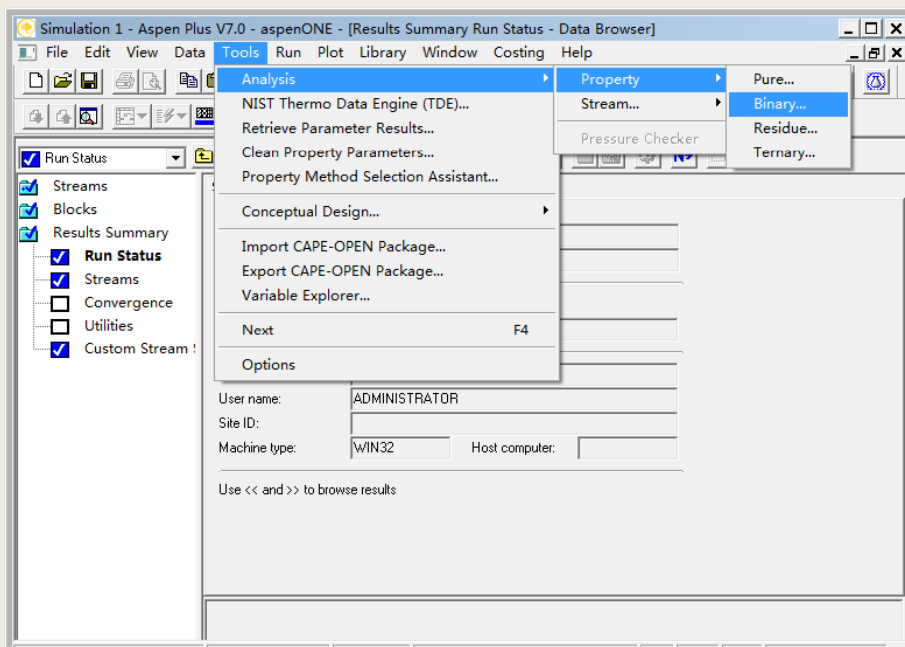 Simulation 1 - Aspen Plus V7.0 - aspenONE - [Results Summary Run Status - Data Browser]
File Edit View Data Tools Run Plot Library Window Costing Help
Analysis
NIST Thermo Data Engine (TDE)...
Retrieve Parameter Results...
Clean Property Parameters...
Property Method Selection Assistant...
Conceptual Design...
Import CAPE-OPEN Package...
Export CAPE-OPEN Package...
Variable Explorer...
Next F4
Options
Property
Stream...
Pressure Checker
Pure...
Binary...
Residue...
Ternary...
Run Status
Streams
Blocks
Results Summary
Run Status
Streams
Convergence
Utilities
Custom Stream
User name: ADMINISTRATOR
Site ID:
Machine type: WIN32 Host computer:
Use << and >> to browse results